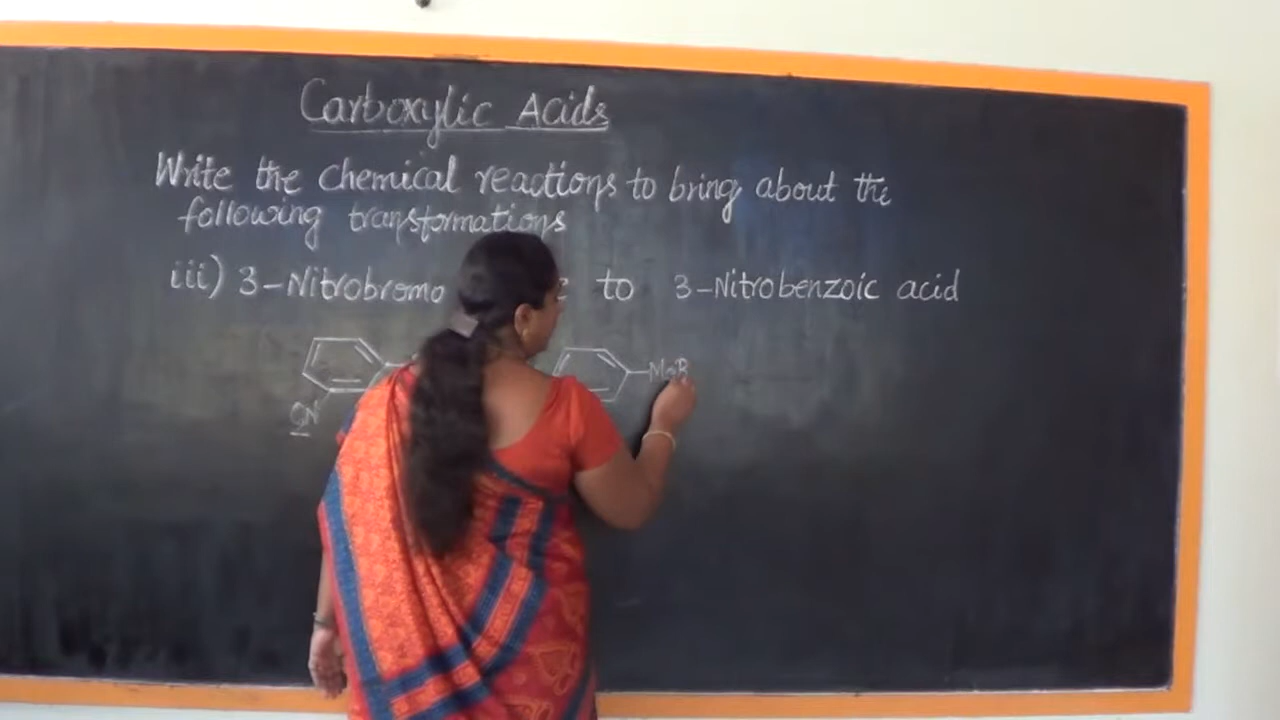 Carboxylic Acids
Write the chemical reactions to bring about the
following transformations
iii) 3-Nitrobromo e to 3-Nitrobenzoic acid
MgB